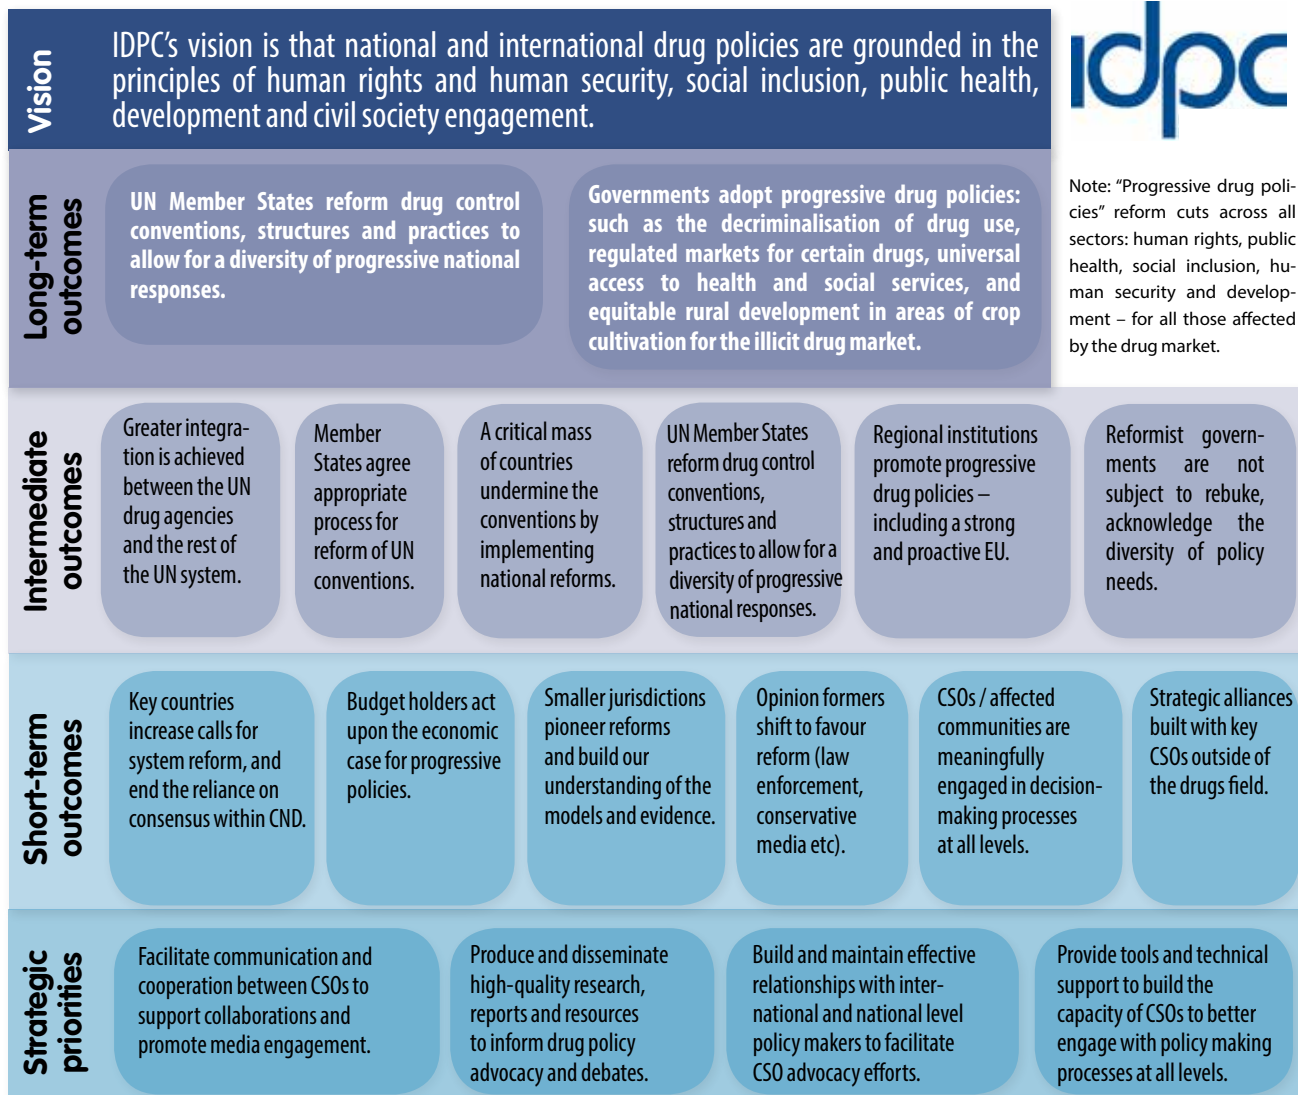 Vision
IDPC's vision is that national and international drug policies are grounded in the
principles of human rights and human security, social inclusion, public health,
development and civil society engagement.
idpc
Note: "Progressive drug poli-
cies" reform cuts across all
sectors: human rights, public
health, social inclusion, hu-
man security and develop-
ment – for all those affected
by the drug market.
Long-term
outcomes
UN Member States reform drug control
conventions, structures and practices to
allow for a diversity of progressive national
responses.
Governments adopt progressive drug policies:
such as the decriminalisation of drug use,
regulated markets for certain drugs, universal
access to health and social services, and
equitable rural development in areas of crop
cultivation for the illicit drug market.
Intermediate
outcomes
Greater integra-
tion is achieved
between the UN
drug agencies
and the rest of
the UN system.
Member
States agree
appropriate
process for
reform of UN
conventions.
A critical mass
of countries
undermine the
conventions by
implementing
national reforms.
UN Member States
reform drug control
conventions,
structures and
practices to allow for a
diversity of progressive
national responses.
Regional institutions
promote progressive
drug policies –
including a strong
and proactive EU.
Reformist govern-
ments are not
subject to rebuke,
acknowledge the
diversity of policy
needs.
Short-term
outcomes
Key countries
increase calls for
system reform, and
end the reliance on
consensus within CND.
Budget holders act
upon the economic
case for progressive
policies.
Smaller jurisdictions
pioneer reforms
and build our
understanding of the
models and evidence.
Opinion formers
shift to favour
reform (law
enforcement,
conservative
media etc).
CSOs / affected
communities are
meaningfully
engaged in decision-
making processes
at all levels.
Strategic alliances
built with key
CSOs outside of
the drugs field.
Strategic
priorities
Facilitate communication and
cooperation between CSOs to
support collaborations and
promote media engagement.
Produce and disseminate
high-quality research,
reports and resources
to inform drug policy
advocacy and debates.
Build and maintain effective
relationships with inter-
national and national level
policy makers to facilitate
CSO advocacy efforts.
Provide tools and technical
support to build the
capacity of CSOs to better
engage with policy making
processes at all levels.